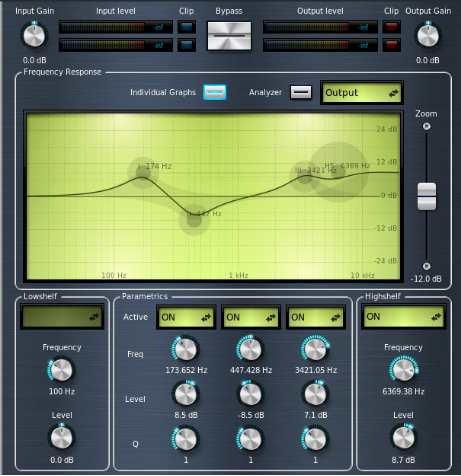 Input Gain Input level Clip Bypass Output level Clip Output Gain
-inf -inf
-inf -inf
0.0 dB 0.0 dB
Frequency Response
Individual Graphs Analyzer Output
Zoom
24 dB
I 174 Hz III 3421 Hz HS 6369 Hz 12 dB
0 dB
447 Hz
-12 dB
-24 dB
100 Hz 1 kHz 10 kHz
-12.0 dB
Lowshelf Parametrics Highshelf
Active ON ON ON ON
Frequency Freq Frequency
100 Hz 173.652 Hz 447.428 Hz 3421.05 Hz 6369.38 Hz
Level Level Level
0.0 dB 8.5 dB -8.5 dB 7.1 dB 8.7 dB
Q
1 1 1